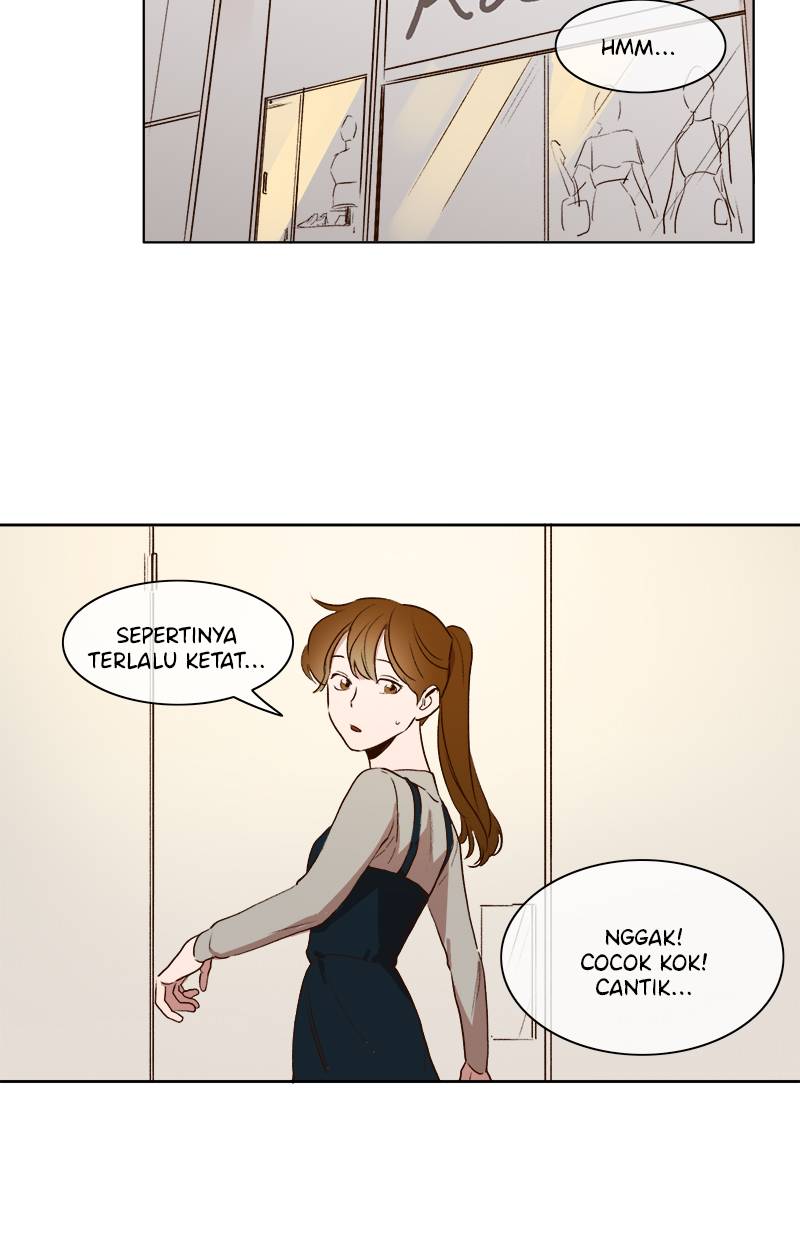 HMM...
SEPERTINYA
TERLALU KETAT...
NGGAK!
COCOK KOK!
CANTIK...